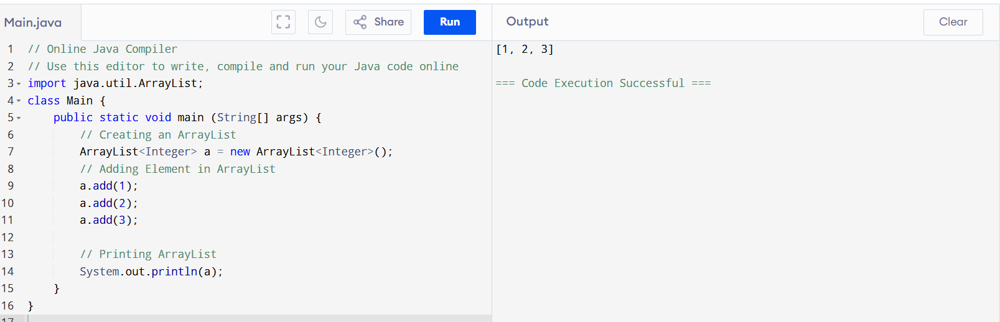 Main.java Share Run Output Clear
1 // Online Java Compiler
2 // Use this editor to write, compile and run your Java code online
3 import java.util.ArrayList;
4 class Main {
5 public static void main (String[] args) {
6 // Creating an ArrayList
7 ArrayList<Integer> a = new ArrayList<Integer>();
8 // Adding Element in ArrayList
9 a.add(1);
10 a.add(2);
11 a.add(3);
12
13 // Printing ArrayList
14 System.out.println(a);
15 }
16 }
17
[1, 2, 3]
=== Code Execution Successful ===